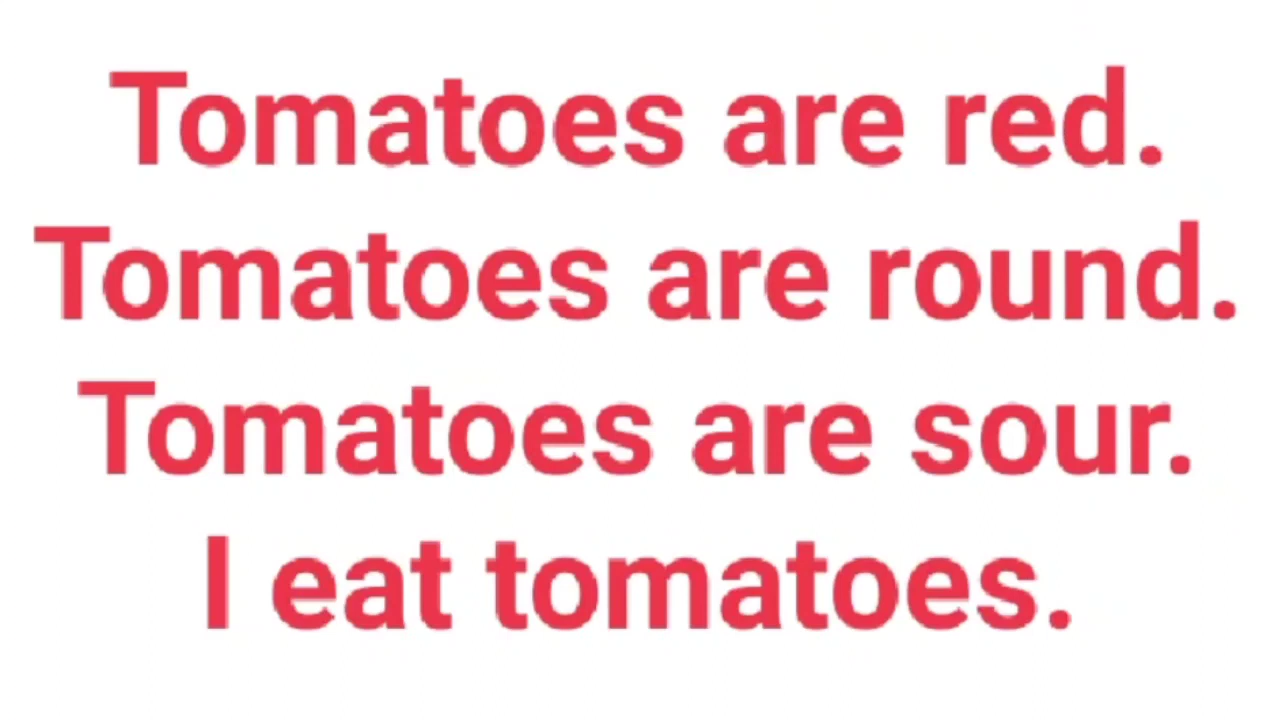 Tomatoes are red.
Tomatoes are round.
Tomatoes are sour.
I eat tomatoes.